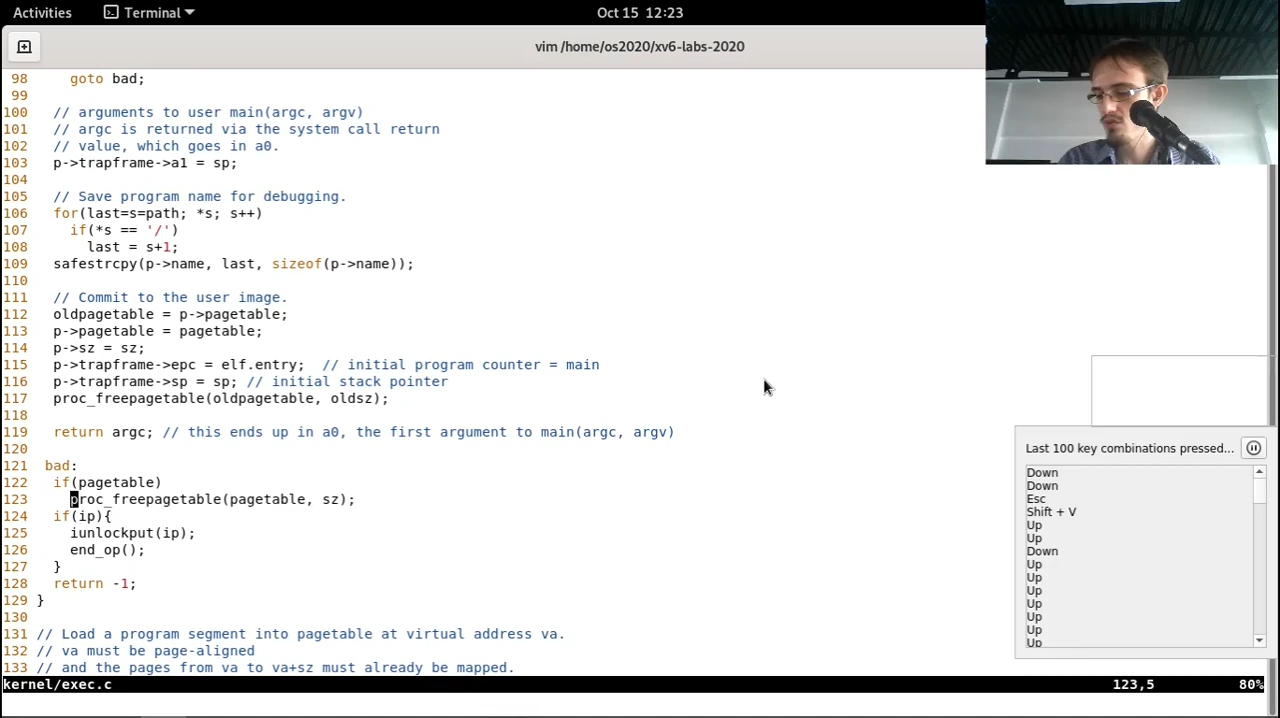 Activities
Terminal
Oct 15 12:23
vim /home/os2020/xv6-labs-2020
98 goto bad;
99
100 // arguments to user main(argc, argv)
101 // argc is returned via the system call return
102 // value, which goes in a0.
103 p->trapframe->a1 = sp;
104
105 // Save program name for debugging.
106 for(last=s=path; *s; s++)
107 if(*s == '/')
108 last = s+1;
109 safestrcpy(p->name, last, sizeof(p->name));
110
111 // Commit to the user image.
112 oldpagetable = p->pagetable;
113 p->pagetable = pagetable;
114 p->sz = sz;
115 p->trapframe->epc = elf.entry; // initial program counter = main
116 p->trapframe->sp = sp; // initial stack pointer
117 proc_freepagetable(oldpagetable, oldsz);
118
119 return argc; // this ends up in a0, the first argument to main(argc, argv)
120
121 bad:
122 if(pagetable)
123 proc_freepagetable(pagetable, sz);
124 if(ip){
125 iunlockput(ip);
126 end_op();
127 }
128 return -1;
129 }
130
131 // Load a program segment into pagetable at virtual address va.
132 // va must be page-aligned
133 // and the pages from va to va+sz must already be mapped.
kernel/exec.c 123,5 80%
Last 100 key combinations pressed...
Down
Down
Esc
Shift + V
Up
Up
Down
Up
Up
Up
Up
Up
Up
Up